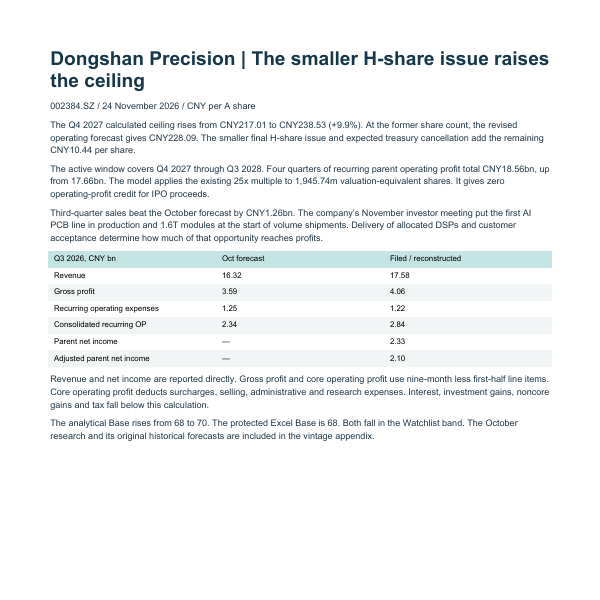 Dongshan Precision | The smaller H-share issue raises
the ceiling
002384.SZ / 24 November 2026 / CNY per A share
The Q4 2027 calculated ceiling rises from CNY217.01 to CNY238.53 (+9.9%). At the former share count, the revised
operating forecast gives CNY228.09. The smaller final H-share issue and expected treasury cancellation add the remaining
CNY10.44 per share.
The active window covers Q4 2027 through Q3 2028. Four quarters of recurring parent operating profit total CNY18.56bn, up
from 17.66bn. The model applies the existing 25x multiple to 1,945.74m valuation-equivalent shares. It gives zero
operating-profit credit for IPO proceeds.
Third-quarter sales beat the October forecast by CNY1.26bn. The company's November investor meeting put the first AI
PCB line in production and 1.6T modules at the start of volume shipments. Delivery of allocated DSPs and customer
acceptance determine how much of that opportunity reaches profits.
Q3 2026, CNY bn Oct forecast Filed / reconstructed
Revenue 16.32 17.58
Gross profit 3.59 4.06
Recurring operating expenses 1.25 1.22
Consolidated recurring OP 2.34 2.84
Parent net income — 2.33
Adjusted parent net income — 2.10
Revenue and net income are reported directly. Gross profit and core operating profit use nine-month less first-half line items.
Core operating profit deducts surcharges, selling, administrative and research expenses. Interest, investment gains, noncore
gains and tax fall below this calculation.
The analytical Base rises from 68 to 70. The protected Excel Base is 68. Both fall in the Watchlist band. The October
research and its original historical forecasts are included in the vintage appendix.